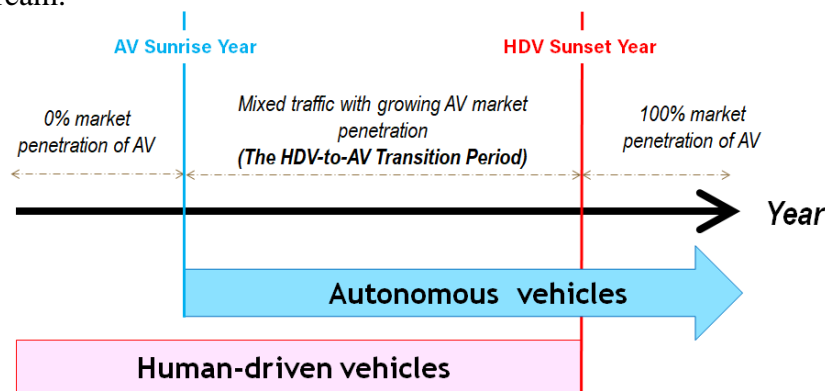 AV Sunrise Year
HDV Sunset Year
0% market
penetration of AV
Mixed traffic with growing AV market
penetration
(The HDV-to-AV Transition Period)
100% market
penetration of AV
Year
Autonomous vehicles
Human-driven vehicles